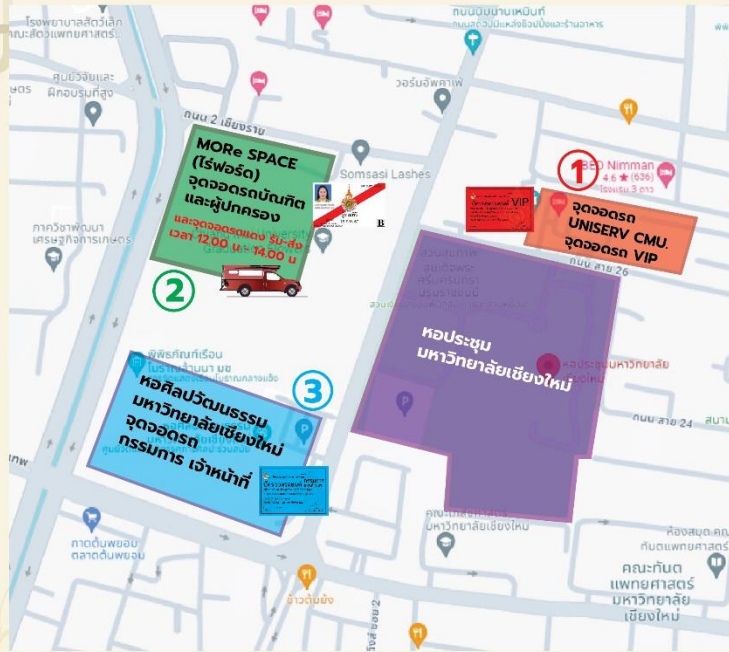 โรงพยาบาลสัตว์เล็ก
คณะสัตวแพทยศาสตร์...
ศูนย์วิจัยและ
ฝึกอบรมที่สูง
ถนนนิมมานเหมินท์
วอร์มอัพคาเฟ่
ถนน 2 เชียงราย
MORe SPACE
(ไร่ฟอร์ด)
จุดจอดรถบัณฑิต
และผู้ปกครอง
และจุดจอดรถแดง รับ-ส่ง
เวลา 12.00 น - 14.00 น
Somsasi Lashes
B
2
ภาควิชาพัฒนา
เศรษฐกิจการเกษตร
1
BED Nimman
4.6 ★ (636)
โรงแรม 3 ดาว
VIP
จุดจอดรถ
UNISERV CMU.
จุดจอดรถ VIP
ถนน สาย 26
หอประชุม
มหาวิทยาลัยเชียงใหม่
หอประชุมมหาวิทยาลัย
เชียงใหม่
P
ถนน สาย 24
พิพิธภัณฑ์เรือน
โบราณล้านนา มช
3
หอศิลปวัฒนธรรม
มหาวิทยาลัยเชียงใหม่
จุดจอดรถ
กรรมการ เจ้าหน้าที่
P
กาดต้นพยอม
ตลาดต้นพยอม
ข้าวต้มยัง
มหาวิทยาลัยเชียงใหม่
ห้องสมุด คณ
ทันตแพทยศาสตร์
คณะทันต
แพทยศาสตร์
มหาวิทยาลัย
เชียงใหม่